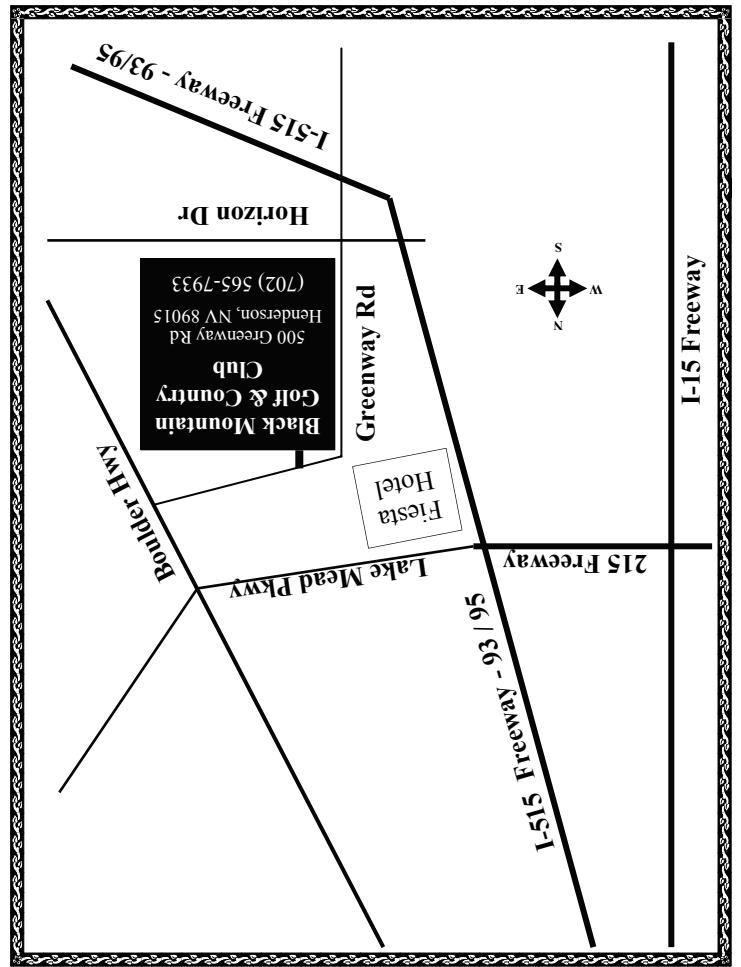 I-515 Freeway - 93 / 95
215 Freeway
Lake Mead Pkwy
Fiesta
Hotel
Boulder Hwy
Black Mountain
Golf & Country
Club
500 Greenway Rd
Henderson, NV 89015
(702) 565-7933
Greenway Rd
I-15 Freeway
N
W
E
S
Horizon Dr
I-515 Freeway - 93/95